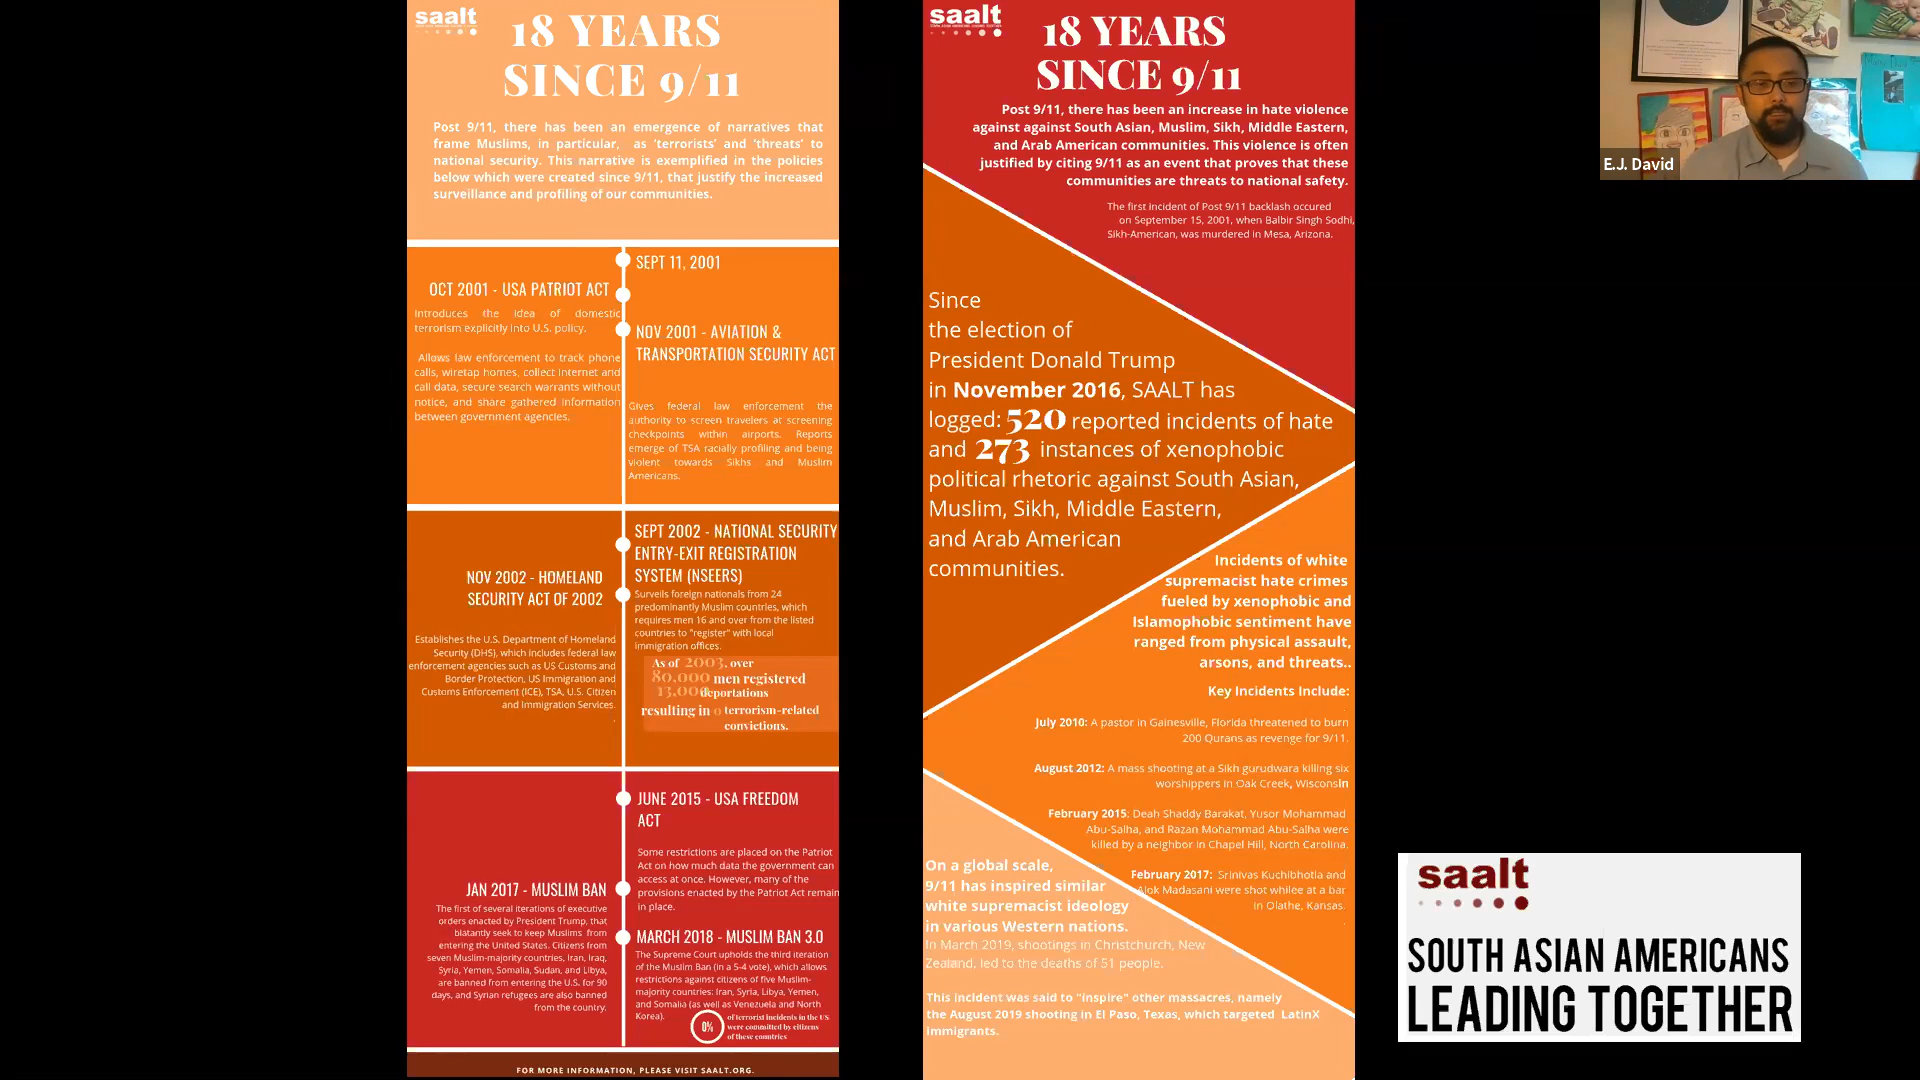 saalt
18 YEARS
SINCE 9/11
Post 9/11, there has been an emergence of narratives that
frame Muslims, in particular, as 'terrorists' and 'threats' to
national security. This narrative is exemplified in the policies
below which were created since 9/11, that justify the increased
surveillance and profiling of our communities.
SEPT 11, 2001
OCT 2001 - USA PATRIOT ACT
Introduces the idea of domestic
terrorism explicitly into U.S. policy.
Allows law enforcement to track phone
calls, wiretap homes, collect internet and
call data, secure search warrants without
notice, and share gathered information
between government agencies.
NOV 2001 - AVIATION &
TRANSPORTATION SECURITY ACT
Gives federal law enforcement the
authority to screen travelers at screening
checkpoints within airports. Reports
emerge of TSA racially profiling and being
violent towards Sikhs and Muslim
Americans.
SEPT 2002 - NATIONAL SECURITY
ENTRY-EXIT REGISTRATION
SYSTEM (NSEERS)
Surveils foreign nationals from 24
predominantly Muslim countries, which
requires men 16 and over from the listed
countries to "register" with local
immigration offices.
As of 2003, over
80,000 men registered
13,000 deportations
resulting in 0 terrorism-related
convictions.
NOV 2002 - HOMELAND
SECURITY ACT OF 2002
Establishes the U.S. Department of Homeland
Security (DHS), which includes federal law
enforcement agencies such as US Customs and
Border Protection, US Immigration and
Customs Enforcement (ICE), TSA, U.S. Citizen
and Immigration Services.
.
JUNE 2015 - USA FREEDOM
ACT
Some restrictions are placed on the Patriot
Act on how much data the government can
access at once. However, many of the
provisions enacted by the Patriot Act remain
in place.
JAN 2017 - MUSLIM BAN
The first of several iterations of executive
orders enacted by President Trump, that
blatantly seek to keep Muslims from
entering the United States. Citizens from
seven Muslim-majority countries, Iran, Iraq,
Syria, Yemen, Somalia, Sudan, and Libya,
are banned from entering the U.S. for 90
days, and Syrian refugees are also banned
from the country.
MARCH 2018 - MUSLIM BAN 3.0
The Supreme Court upholds the third iteration
of the Muslim Ban (in a 5-4 vote), which allows
restrictions against citizens of five Muslim-
majority countries: Iran, Syria, Libya, Yemen,
and Somalia (as well as Venezuela and North
Korea).
0%
of terrorist incidents in the US
were committed by citizens
of these countries
FOR MORE INFORMATION, PLEASE VISIT SAALT.ORG.
saalt
18 YEARS
SINCE 9/11
Post 9/11, there has been an increase in hate violence
against against South Asian, Muslim, Sikh, Middle Eastern,
and Arab American communities. This violence is often
justified by citing 9/11 as an event that proves that these
communities are threats to national safety.
The first incident of Post 9/11 backlash occured
on September 15, 2001, when Balbir Singh Sodhi,
Sikh-American, was murdered in Mesa, Arizona.
Since
the election of
President Donald Trump
in November 2016, SAALT has
logged: 520 reported incidents of hate
and 273 instances of xenophobic
political rhetoric against South Asian,
Muslim, Sikh, Middle Eastern,
and Arab American
communities.
Incidents of white
supremacist hate crimes
fueled by xenophobic and
Islamophobic sentiment have
ranged from physical assault,
arsons, and threats..
Key Incidents Include:
July 2010: A pastor in Gainesville, Florida threatened to burn
200 Qurans as revenge for 9/11.
August 2012: A mass shooting at a Sikh gurudwara killing six
worshippers in Oak Creek, Wisconsin
February 2015: Deah Shaddy Barakat, Yusor Mohammad
Abu-Salha, and Razan Mohammad Abu-Salha were
killed by a neighbor in Chapel Hill, North Carolina.
February 2017: Srinivas Kuchibhotla and
Alok Madasani were shot whilee at a bar
in Olathe, Kansas.
On a global scale,
9/11 has inspired similar
white supremacist ideology
in various Western nations.
In March 2019, shootings in Christchurch, New
Zealand, led to the deaths of 51 people.
This incident was said to "inspire" other massacres, namely
the August 2019 shooting in El Paso, Texas, which targeted LatinX
immigrants.
E.J. David
saalt
SOUTH ASIAN AMERICANS
LEADING TOGETHER